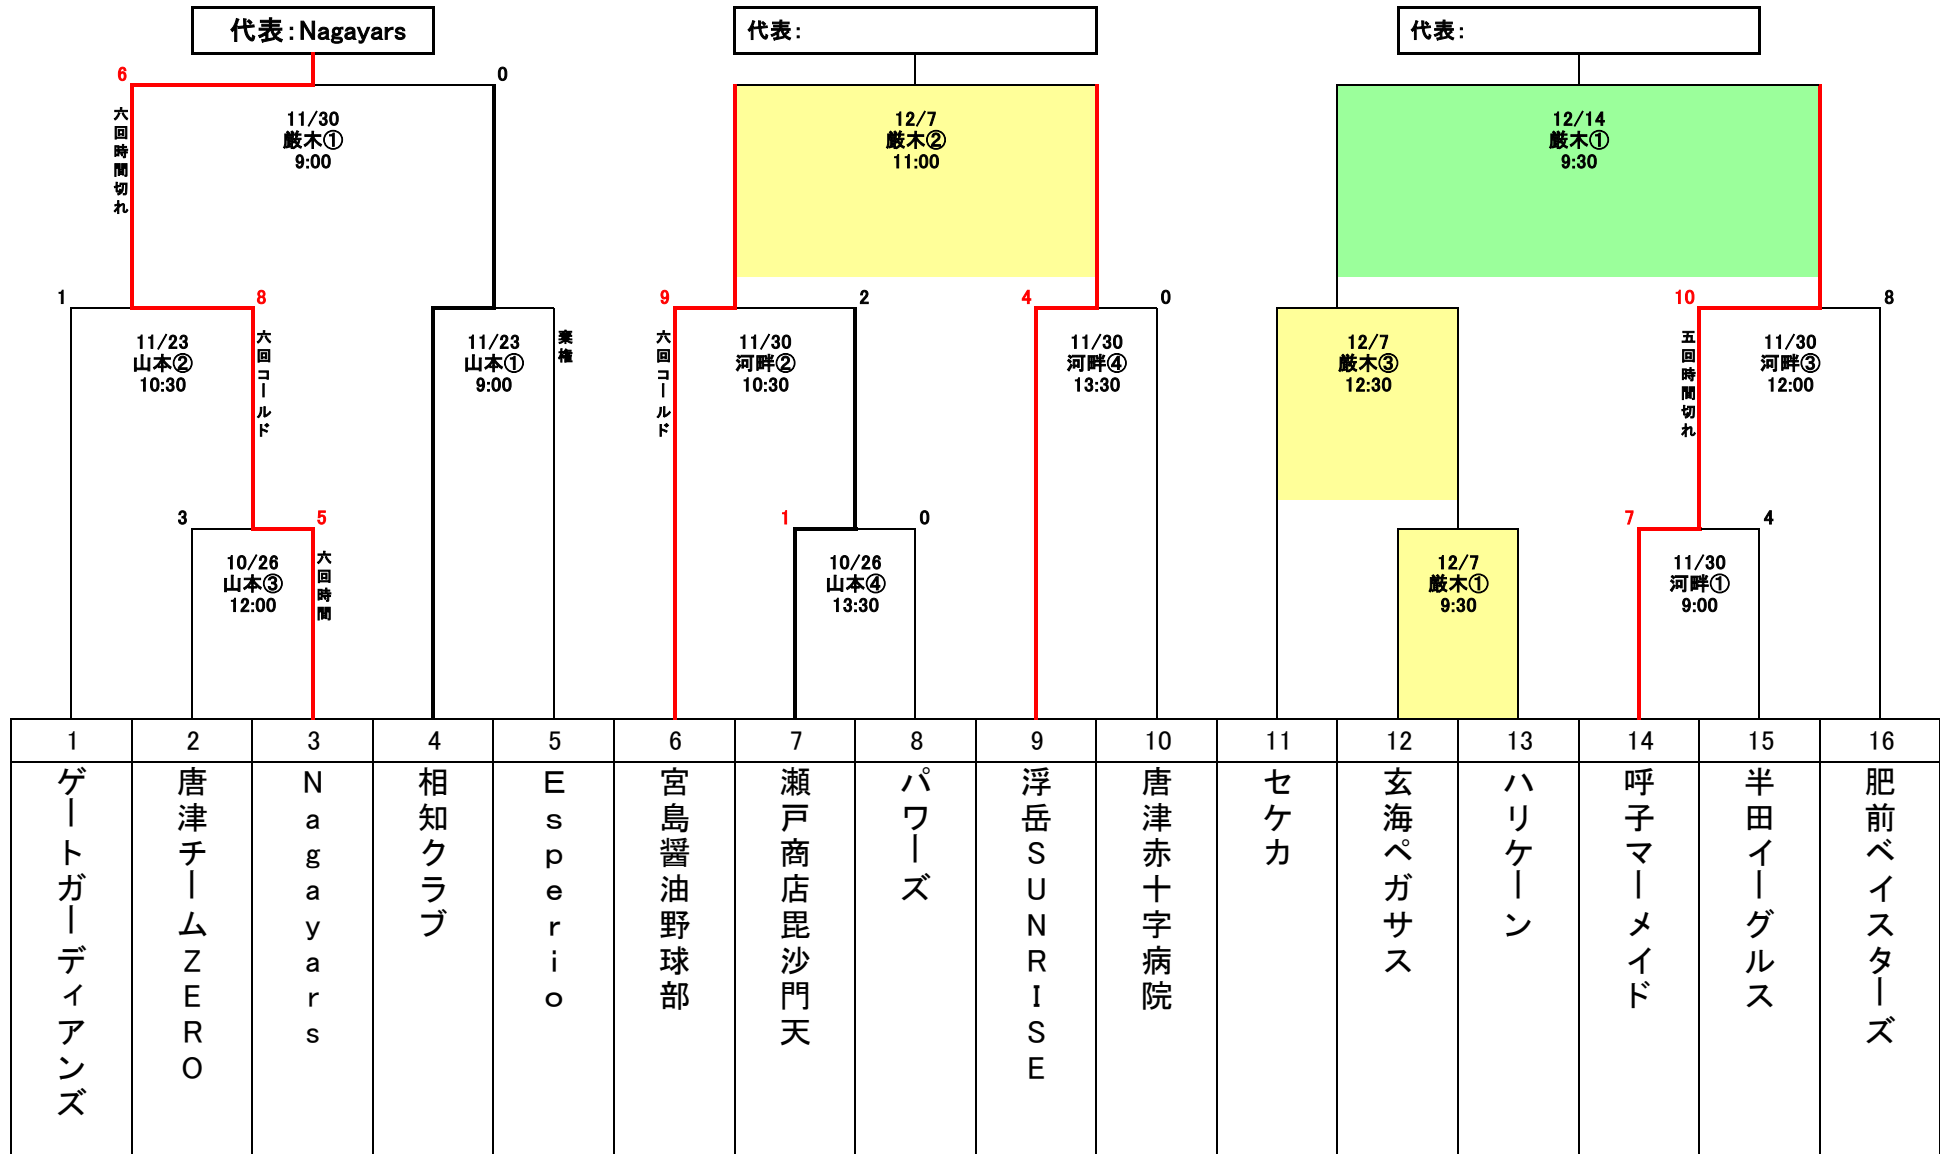 代表：Nagayars
代表：
代表：
6
0
六回時間切れ
11/30
厳木①
9:00
12/7
厳木②
11:00
12/14
厳木①
9:30
1
8
9
2
4
0
10
8
11/23
山本②
10:30
六回コールド
11/23
山本①
9:00
棄権
六回コールド
11/30
河畔②
10:30
11/30
河畔④
13:30
12/7
厳木③
12:30
五回時間切れ
11/30
河畔③
12:00
3
5
1
0
7
4
10/26
山本③
12:00
六回時間
10/26
山本④
13:30
12/7
厳木①
9:30
11/30
河畔①
9:00
1
2
3
4
5
6
7
8
9
10
11
12
13
14
15
16
ゲートガーディアンズ
唐津チームZERO
Nagayars
相知クラブ
Esperio
宮島醤油野球部
瀬戸商店毘沙門天
パワーズ
浮岳SUNRISE
唐津赤十字病院
セケカ
玄海ペガサス
ハリケーン
呼子マーメイド
半田イーグルス
肥前ベイスターズ